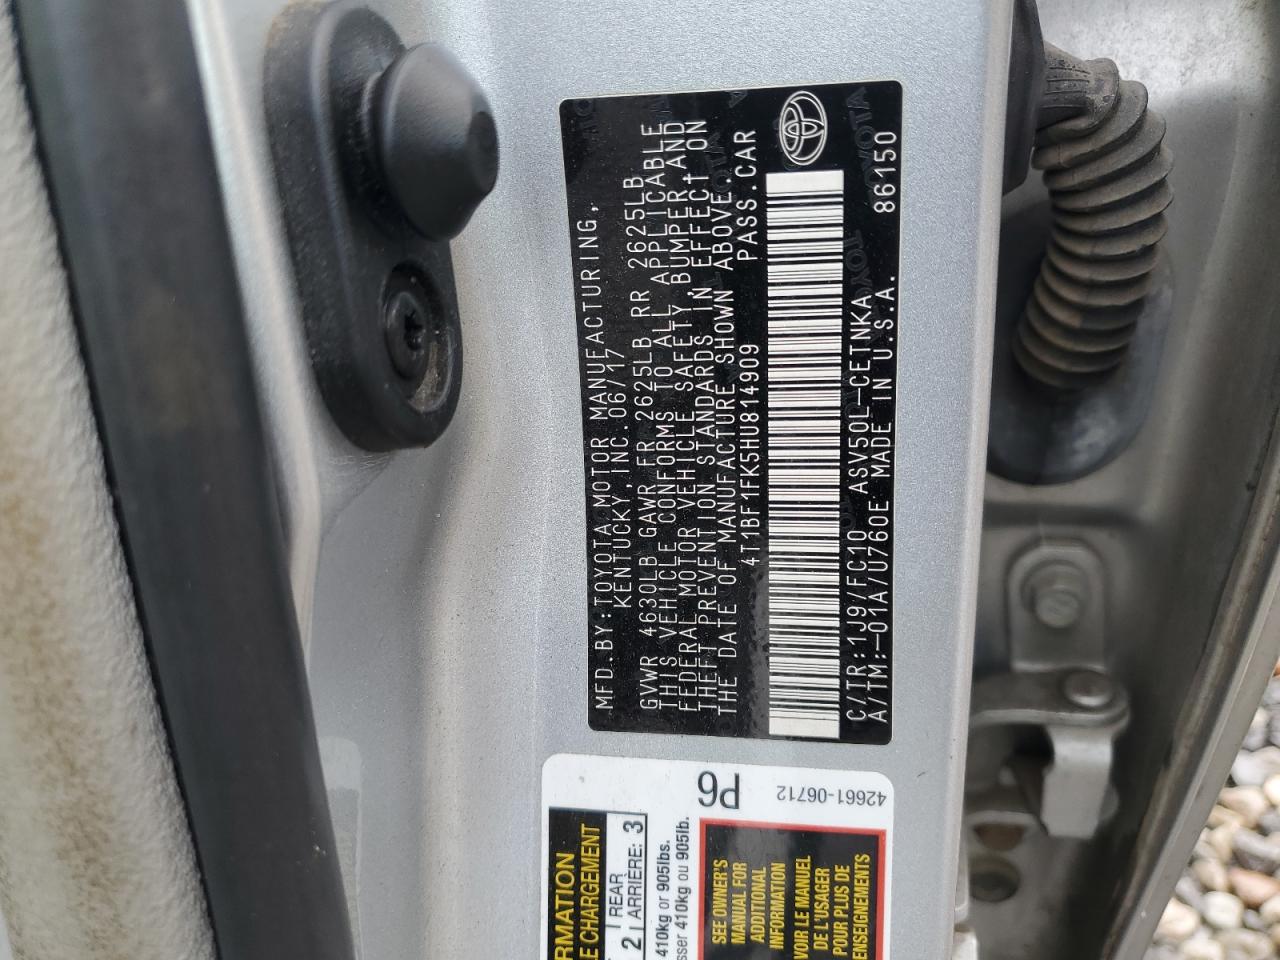 MFD.BY:TOYOTA MOTOR MANUFACTURING,
KENTUCKY,INC.06/17
GVWR 4630LB GAWR FR 2625LB RR 2625LB
THIS VEHICLE CONFORMS TO ALL APPLICABLE
FEDERAL MOTOR VEHICLE SAFETY,BUMPER,AND
THEFT PREVENTION STANDARDS IN EFFECT ON
THE DATE OF MANUFACTURE SHOWN ABOVE.
4T1BF1FK5HU814909 PASS.CAR
C/TR:1J9/FC10 ASV50L-CETNKA 86150
A/TM:-01A/U760E MADE IN U.S.A.
P6
42661-06712
RMATION
E CHARGEMENT
2 REAR
ARRIÈRE: 3
410kg or 905lbs.
sser 410kg ou 905lb.
SEE OWNER'S
MANUAL FOR
ADDITIONAL
INFORMATION
VOIR LE MANUEL
DE L'USAGER
POUR PLUS DE
ENSEIGNEMENTS